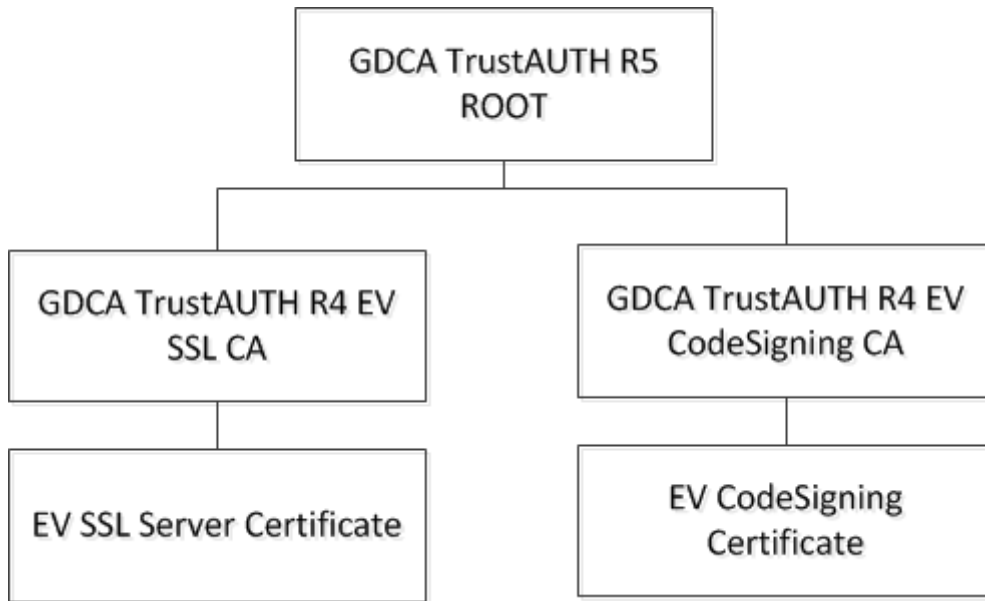 GDCA TrustAUTH R5
ROOT
GDCA TrustAUTH R4 EV
SSL CA
GDCA TrustAUTH R4 EV
CodeSigning CA
EV SSL Server Certificate
EV CodeSigning
Certificate